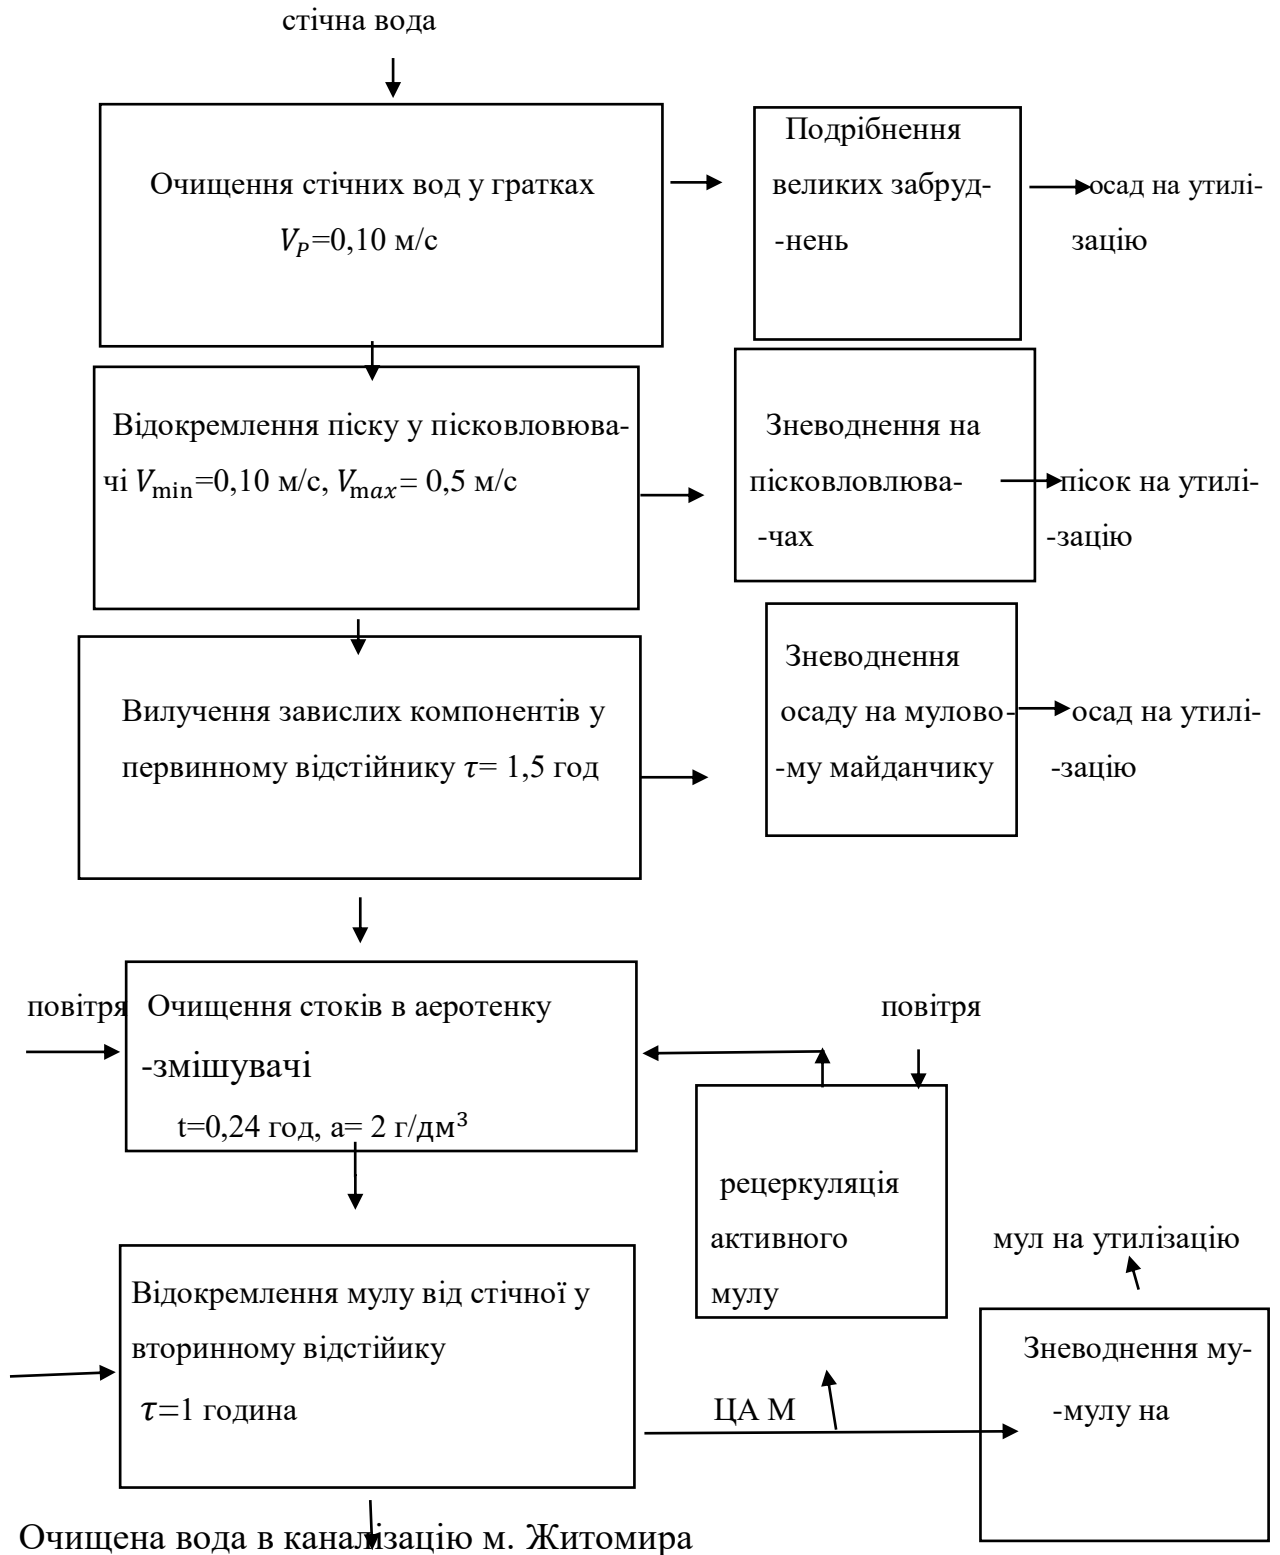 стічна вода
Очищення стічних вод у гратках
V_P=0,10 м/с
Подрібнення
великих забруд-
-нень
осад на утилі-
зацію
Відокремлення піску у пісковловюва-
чі V_min=0,10 м/с, V_max= 0,5 м/с
Зневоднення на
пісковловлюва-
-чах
пісок на утилі-
-зацію
Вилучення завислих компонентів у
первинному відстійнику τ= 1,5 год
Зневоднення
осаду на мулово-
-му майданчику
осад на утилі-
-зацію
повітря
Очищення стоків в аеротенку
-змішувачі
t=0,24 год, а= 2 г/дм³
повітря
рецеркуляція
активного
мулу
мул на утилізацію
Відокремлення мулу від стічної у
вторинному відстійику
τ=1 година
ЦА М
Зневоднення му-
-мулу на
Очищена вода в каналізацію м. Житомира